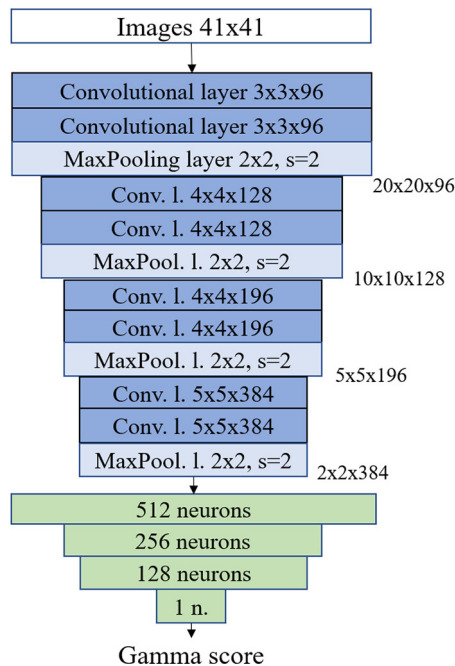 Images 41x41
Convolutional layer 3x3x96
Convolutional layer 3x3x96
MaxPooling layer 2x2, s=2
20x20x96
Conv. l. 4x4x128
Conv. l. 4x4x128
MaxPool. l. 2x2, s=2
10x10x128
Conv. l. 4x4x196
Conv. l. 4x4x196
MaxPool. l. 2x2, s=2
5x5x196
Conv. l. 5x5x384
Conv. l. 5x5x384
MaxPool. l. 2x2, s=2
2x2x384
512 neurons
256 neurons
128 neurons
1 n.
Gamma score